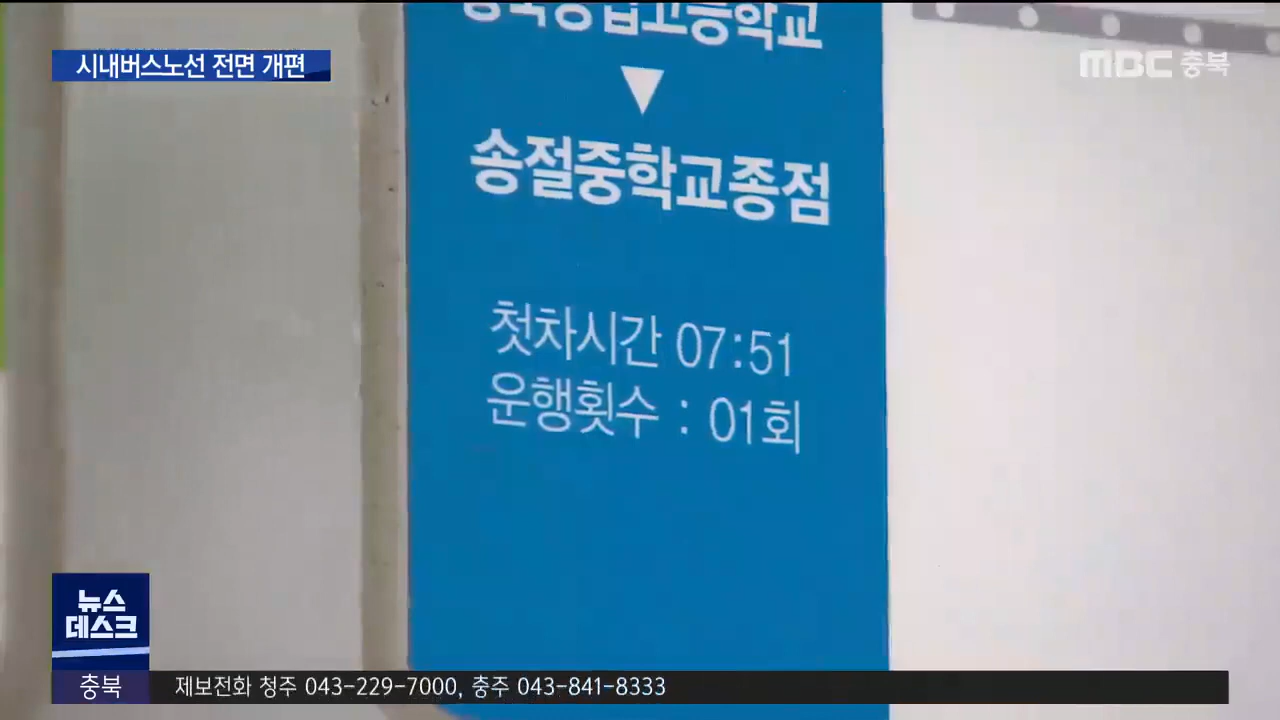 시내버스노선 전면 개편
MBC 충북
송절중학교종점
첫차시간 07:51
운행횟수 : 01회
뉴스
데스크
충북
제보전화 청주 043-229-7000, 충주 043-841-8333